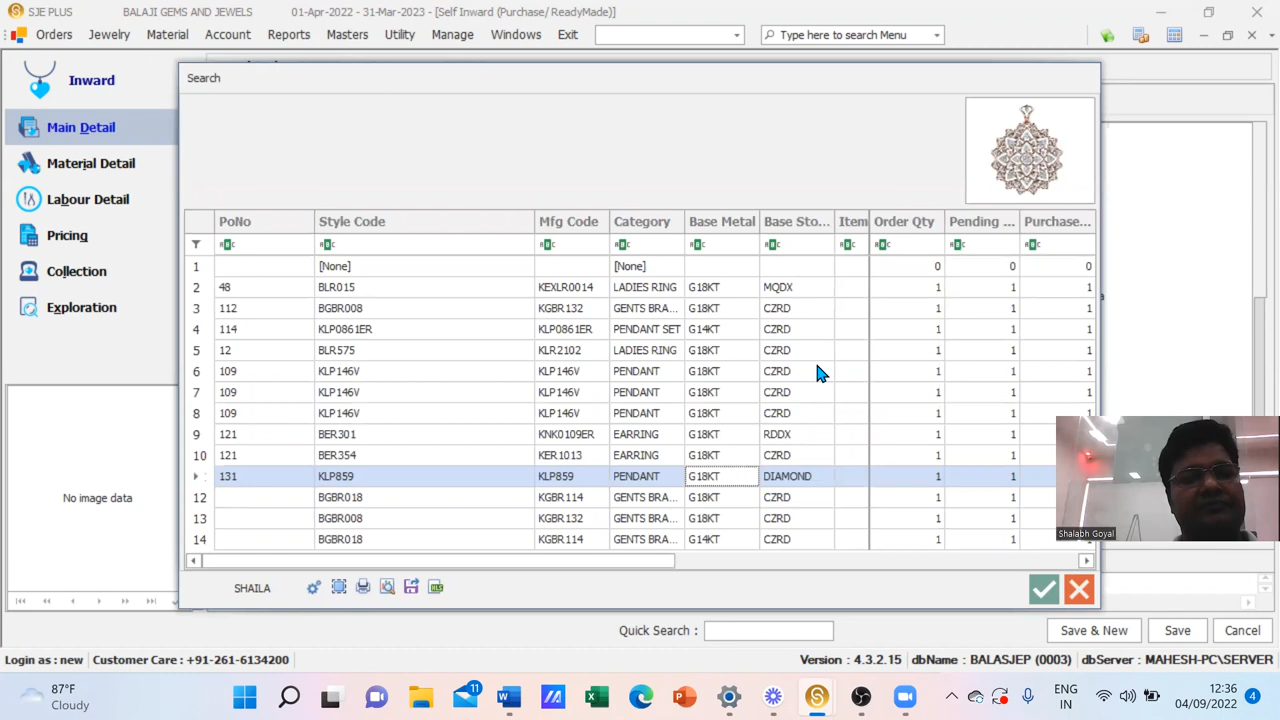 SJE PLUS BALAJI GEMS AND JEWELS 01-Apr-2022 - 31-Mar-2023 - [Self Inward (Purchase/ ReadyMade)]
Orders Jewelry Material Account Reports Masters Utility Manage Windows Exit Type here to search Menu
Inward
Main Detail
Material Detail
Labour Detail
Pricing
Collection
Exploration
No image data
Search
PoNo Style Code Mfg Code Category Base Metal Base Sto... Item Order Qty Pending ... Purchase...
1 [None] [None] 0 0 0
2 48 BLR015 KEXLR0014 LADIES RING G18KT MQDX 1 1 1
3 112 BGBR008 KGBR132 GENTS BRA... G18KT CZRD 1 1 1
4 114 KLP0861ER KLP0861ER PENDANT SET G14KT CZRD 1 1 1
5 12 BLR575 KLR2102 LADIES RING G18KT CZRD 1 1 1
6 109 KLP146V KLP146V PENDANT G18KT CZRD 1 1 1
7 109 KLP146V KLP146V PENDANT G18KT CZRD 1 1 1
8 109 KLP146V KLP146V PENDANT G18KT CZRD 1 1 1
9 121 BER301 KNK0109ER EARRING G18KT RDDX 1 1 1
10 121 BER354 KER1013 EARRING G18KT CZRD 1 1 1
131 KLP859 KLP859 PENDANT G18KT DIAMOND 1 1 1
12 BGBR018 KGBR114 GENTS BRA... G18KT CZRD 1 1 1
13 BGBR008 KGBR132 GENTS BRA... G18KT CZRD 1 1 1
14 BGBR018 KGBR114 GENTS BRA... G14KT CZRD 1 1 1
SHAILA
Shalabh Goyal
Quick Search : Save & New Save Cancel
Login as : new Customer Care : +91-261-6134200 Version : 4.3.2.15 dbName : BALASJEP (0003) dbServer : MAHESH-PC\SERVER
87°F
Cloudy
11
ENG
IN
12:36
04/09/2022
4